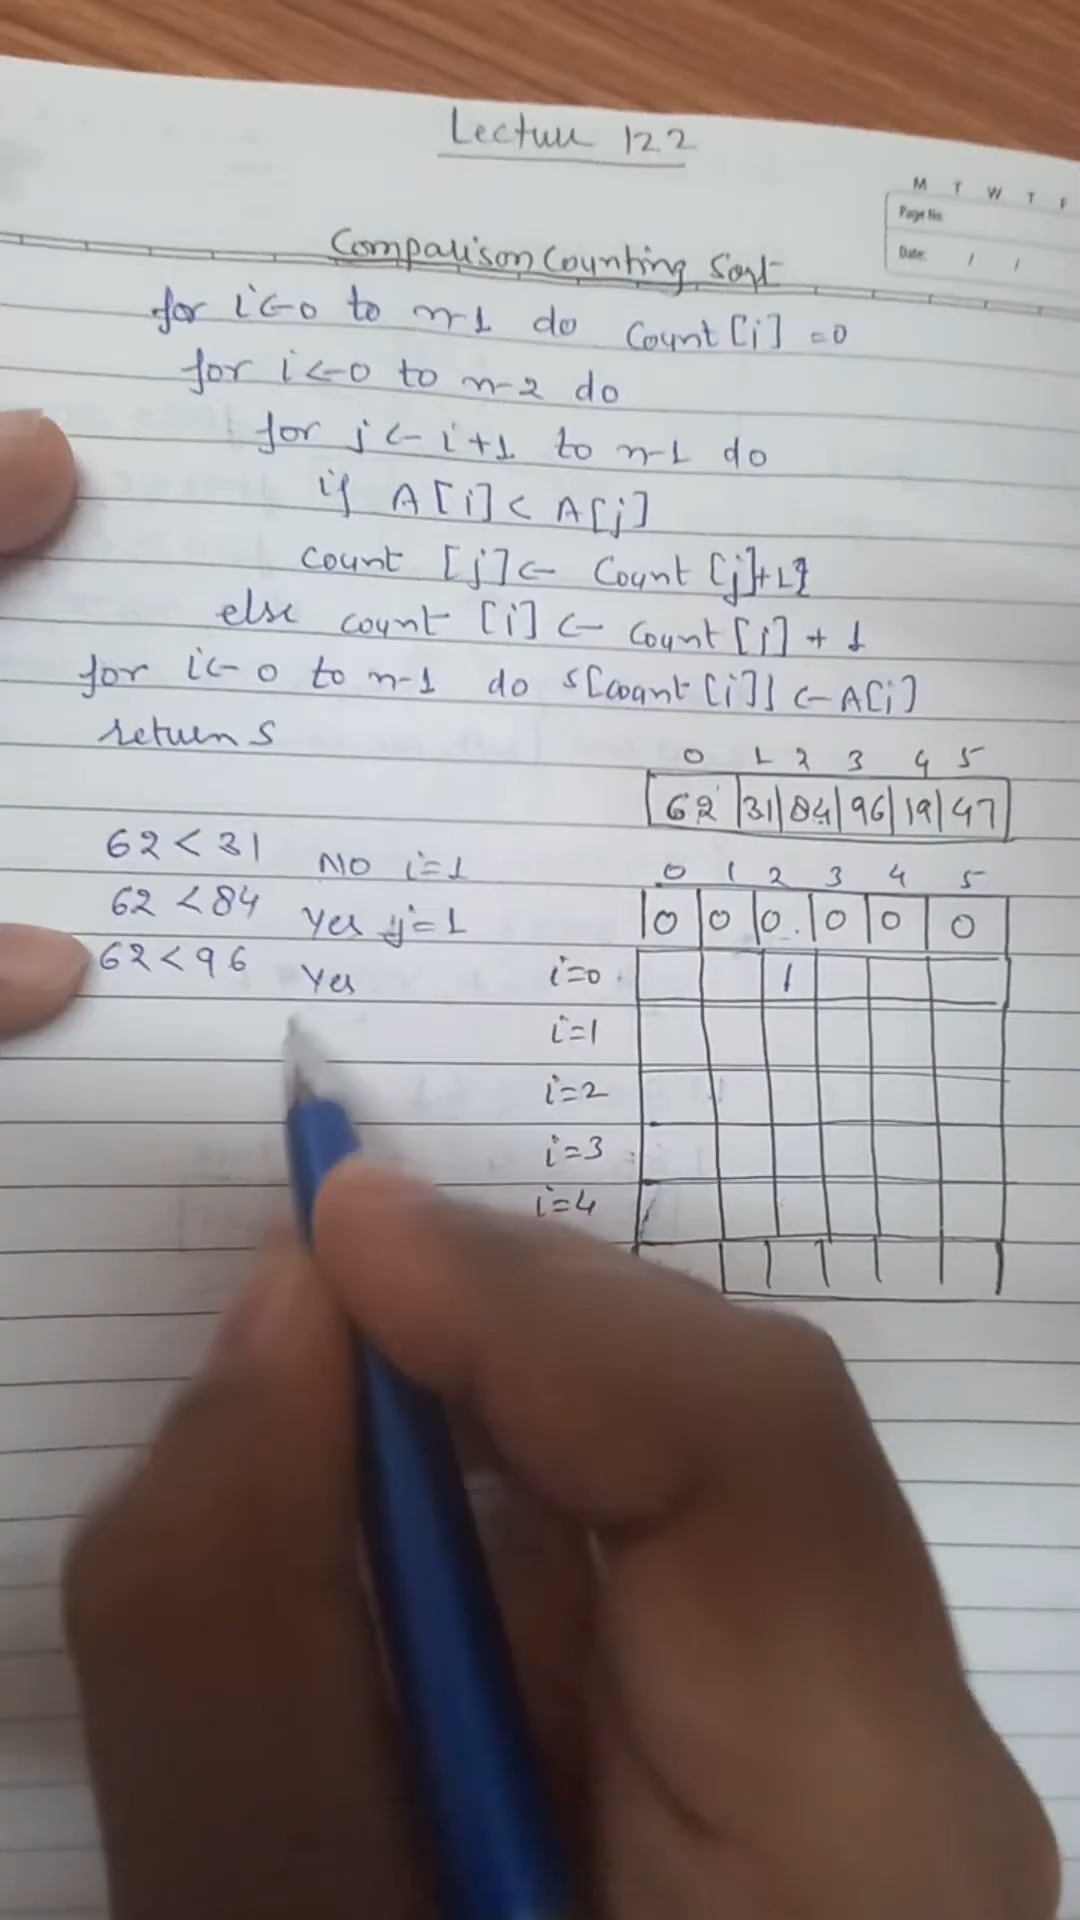 Lecture 122
M T W T F
Page No.
Date: / /
Comparison Counting Sort
for i<-0 to n-1 do Count[i] =0
for i<-0 to n-2 do
for j<-i+1 to n-1 do
if A[i]< A[j]
count [j]<- Count[j]+1}
else count [i] <- count[i] + 1
for i<-0 to n-1 do S[count[i]] <-A[i]
return S
0 1 2 3 4 5
62 |31|84|96|19|47
62 < 31 NO i=1
0 1 2 3 4 5
62 <84 Yes j=1
0 0 0. 0 0 0
62<96 Yes
i=0 1
i=1
i=2
i=3
i=4